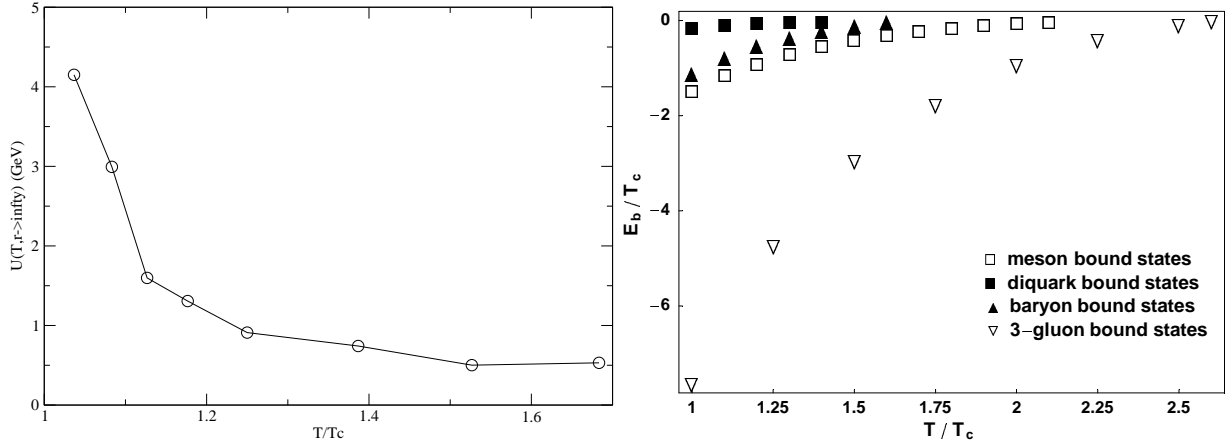 5
4
3
2
1
0
U(T,r->infty) (GeV)
1
1.2
1.4
1.6
T/Tc
0
−2
−4
−6
E_b / T_c
meson bound states
diquark bound states
baryon bound states
3−gluon bound states
1
1.25
1.5
1.75
2
2.25
2.5
T / T_c